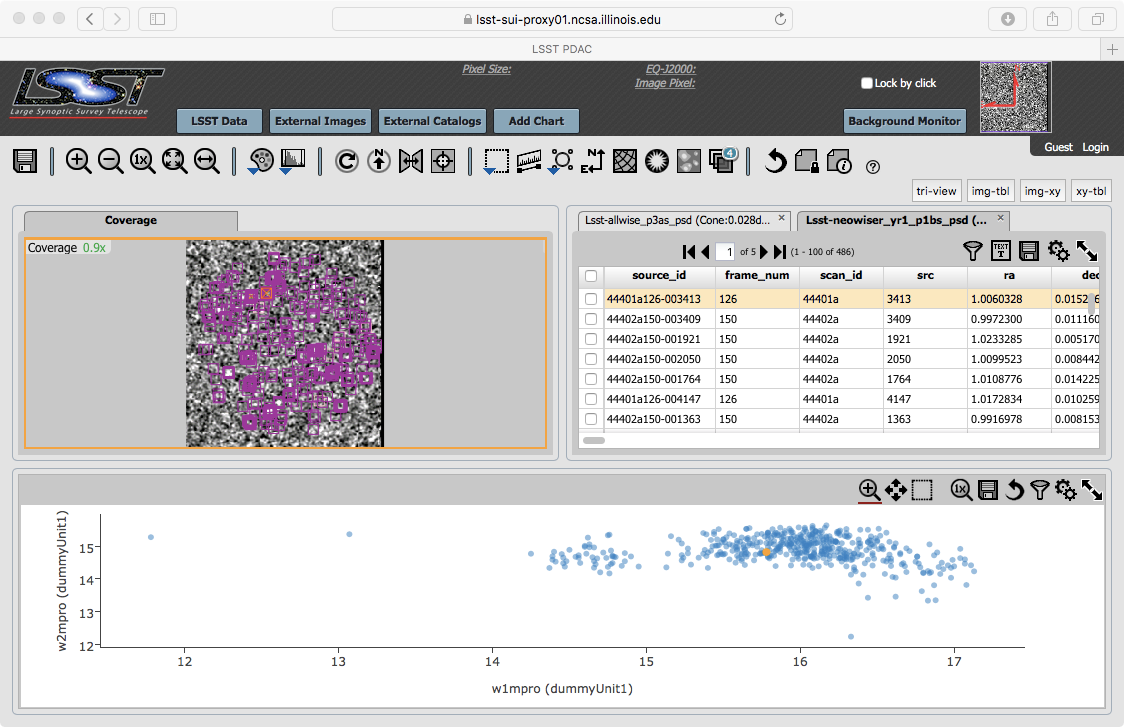 lsst-sui-proxy01.ncsa.illinois.edu
LSST PDAC
LSST
Large Synoptic Survey Telescope
Pixel Size:
EQ-J2000:
Image Pixel:
Lock by click
LSST Data
External Images
External Catalogs
Add Chart
Background Monitor
Guest Login
1x
4
tri-view
img-tbl
img-xy
xy-tbl
Coverage
Coverage 0.9x
Lsst-allwise_p3as_psd (Cone:0.028d...
Lsst-neowiser_yr1_p1bs_psd (...
1 of 5 (1 - 100 of 486)
TEXT
T
source_id frame_num scan_id src ra dec
44401a126-003413 126 44401a 3413 1.0060328 0.0152
44402a150-003409 150 44402a 3409 0.9972300 0.011160
44402a150-001921 150 44402a 1921 1.0233285 0.005170
44402a150-002050 150 44402a 2050 1.0099523 0.008442
44402a150-001764 150 44402a 1764 1.0108776 0.014225
44401a126-004147 126 44401a 4147 1.0172834 0.010259
44402a150-001363 150 44402a 1363 0.9916978 0.008153
1x
w2mpro (dummyUnit1)
15
14
13
12
12 13 14 15 16 17
w1mpro (dummyUnit1)